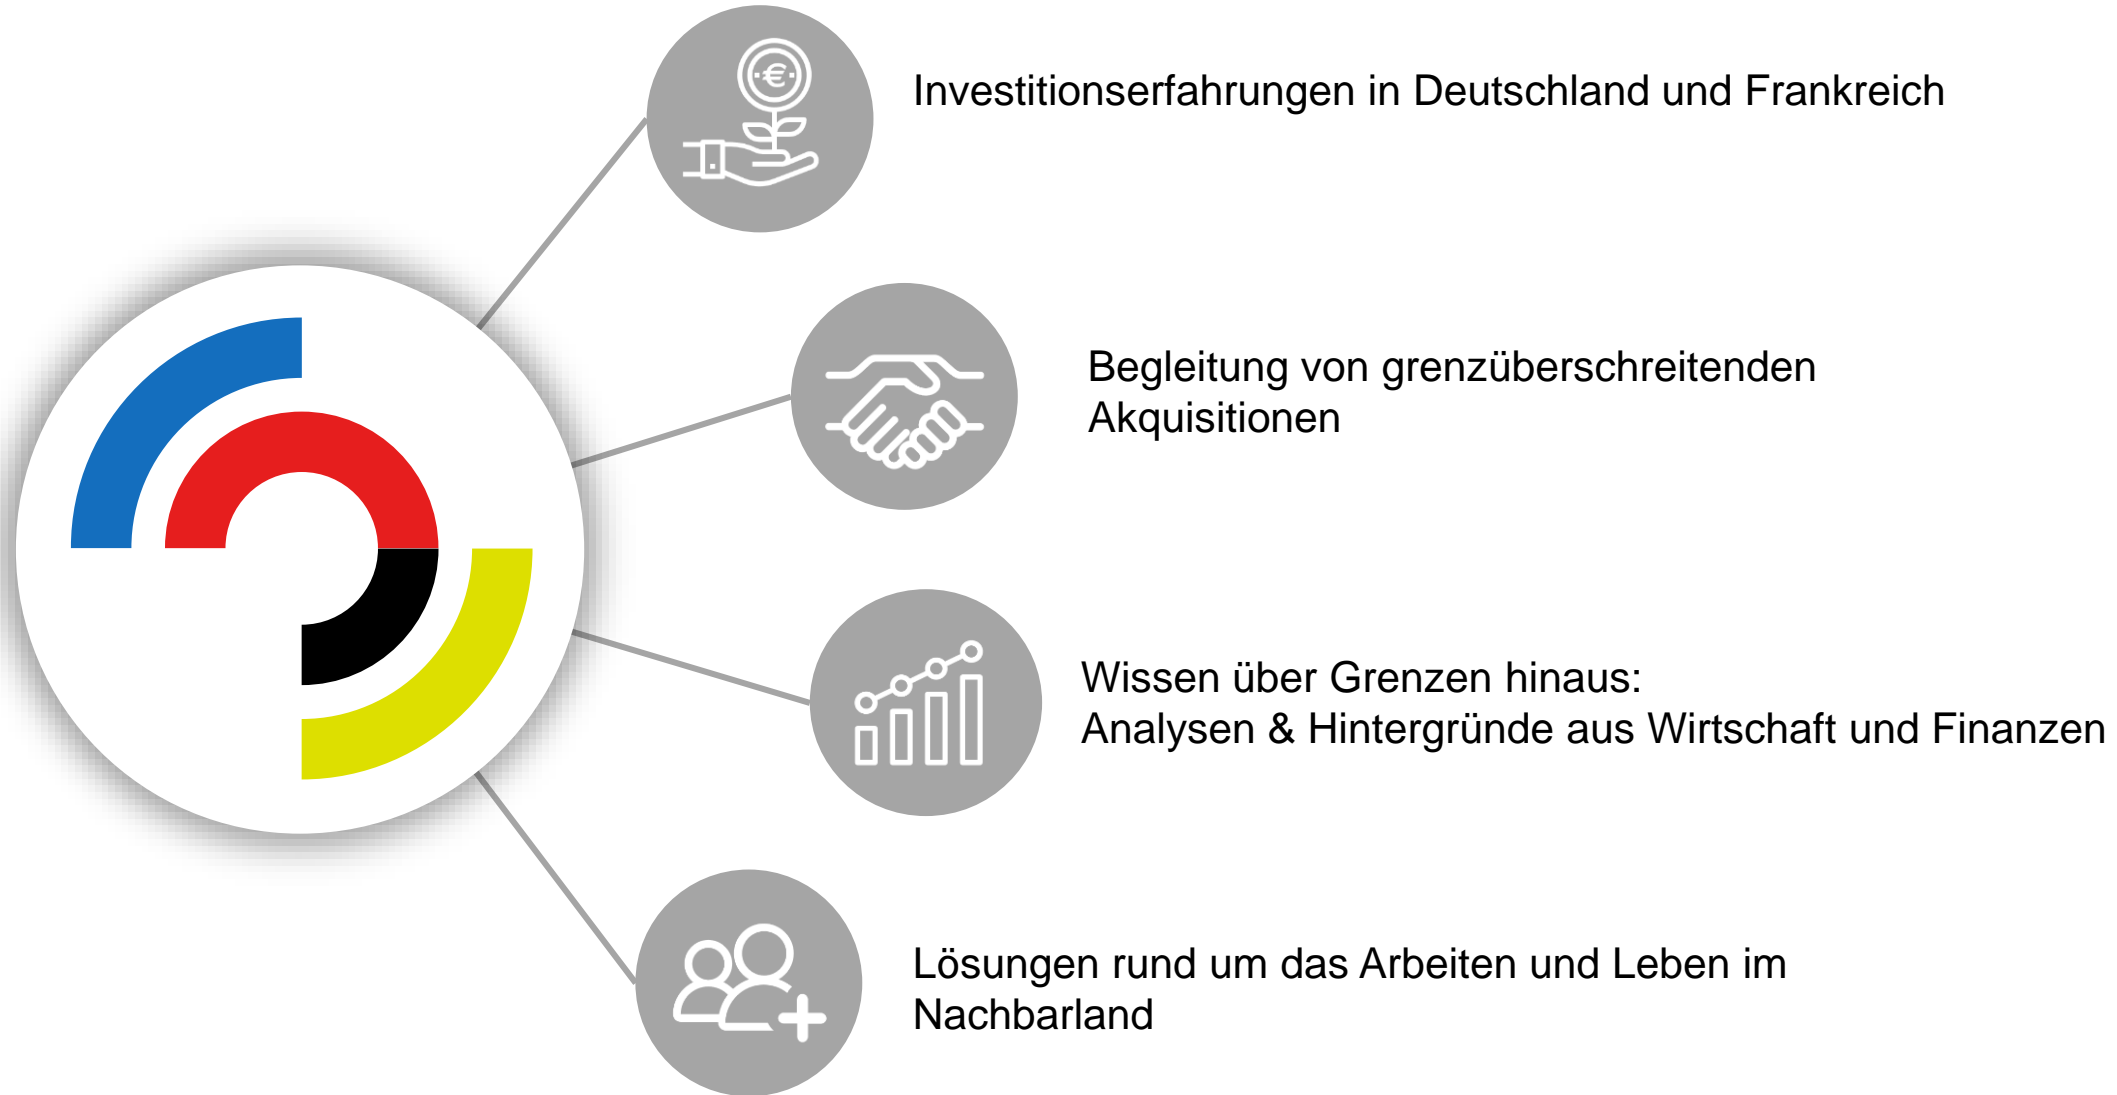 Investitionserfahrungen in Deutschland und Frankreich
Begleitung von grenzüberschreitenden
Akquisitionen
Wissen über Grenzen hinaus:
Analysen & Hintergründe aus Wirtschaft und Finanzen
Lösungen rund um das Arbeiten und Leben im
Nachbarland